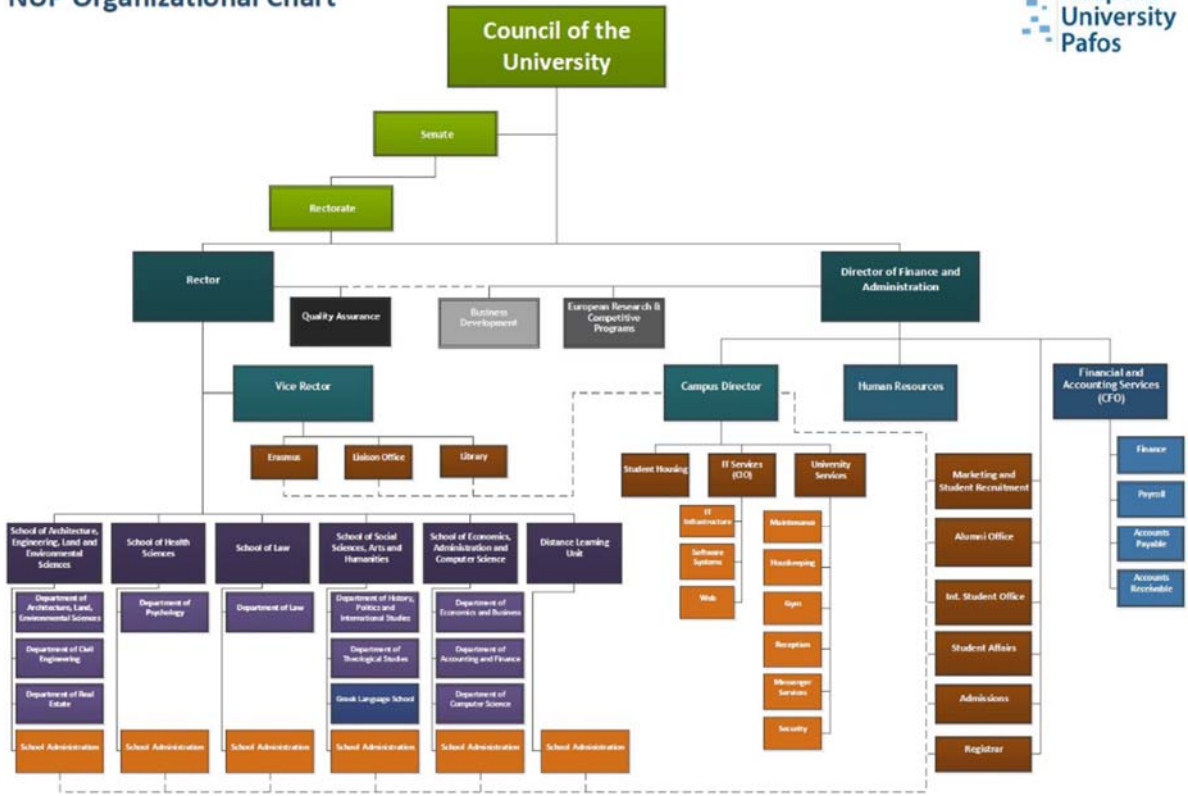 NUP Organizational Chart
University
Pafos
Council of the
University
Senate
Rectorate
Rector
Director of Finance and
Administration
Quality Assurance
Business
Development
European Research &
Competitive
Programs
Vice Rector
Campus Director
Human Resources
Financial and
Accounting Services
(CFO)
Erasmus
Liaison Office
Library
Student Housing
IT Services
(CIO)
University
Services
Marketing and
Student Recruitment
Finance
Payroll
Accounts
Payable
Accounts
Receivable
IT
Infrastructure
Software
Systems
Web
Maintenance
Housekeeping
Gym
Reception
Messenger
Services
Security
Alumni Office
Int. Student Office
Student Affairs
Admissions
Registrar
School of Architecture,
Engineering, Land and
Environmental
Sciences
School of Health
Sciences
School of Law
School of Social
Sciences, Arts and
Humanities
School of Economics,
Administration and
Computer Science
Distance Learning
Unit
Department of
Architecture, Land,
Environmental Sciences
Department of Civil
Engineering
Department of Real
Estate
School Administration
Department of
Psychology
School Administration
Department of Law
School Administration
Department of History,
Politics and
International Studies
Department of
Theological Studies
Greek Language School
School Administration
Department of
Economics and Business
Department of
Accounting and Finance
Department of
Computer Science
School Administration
School Administration